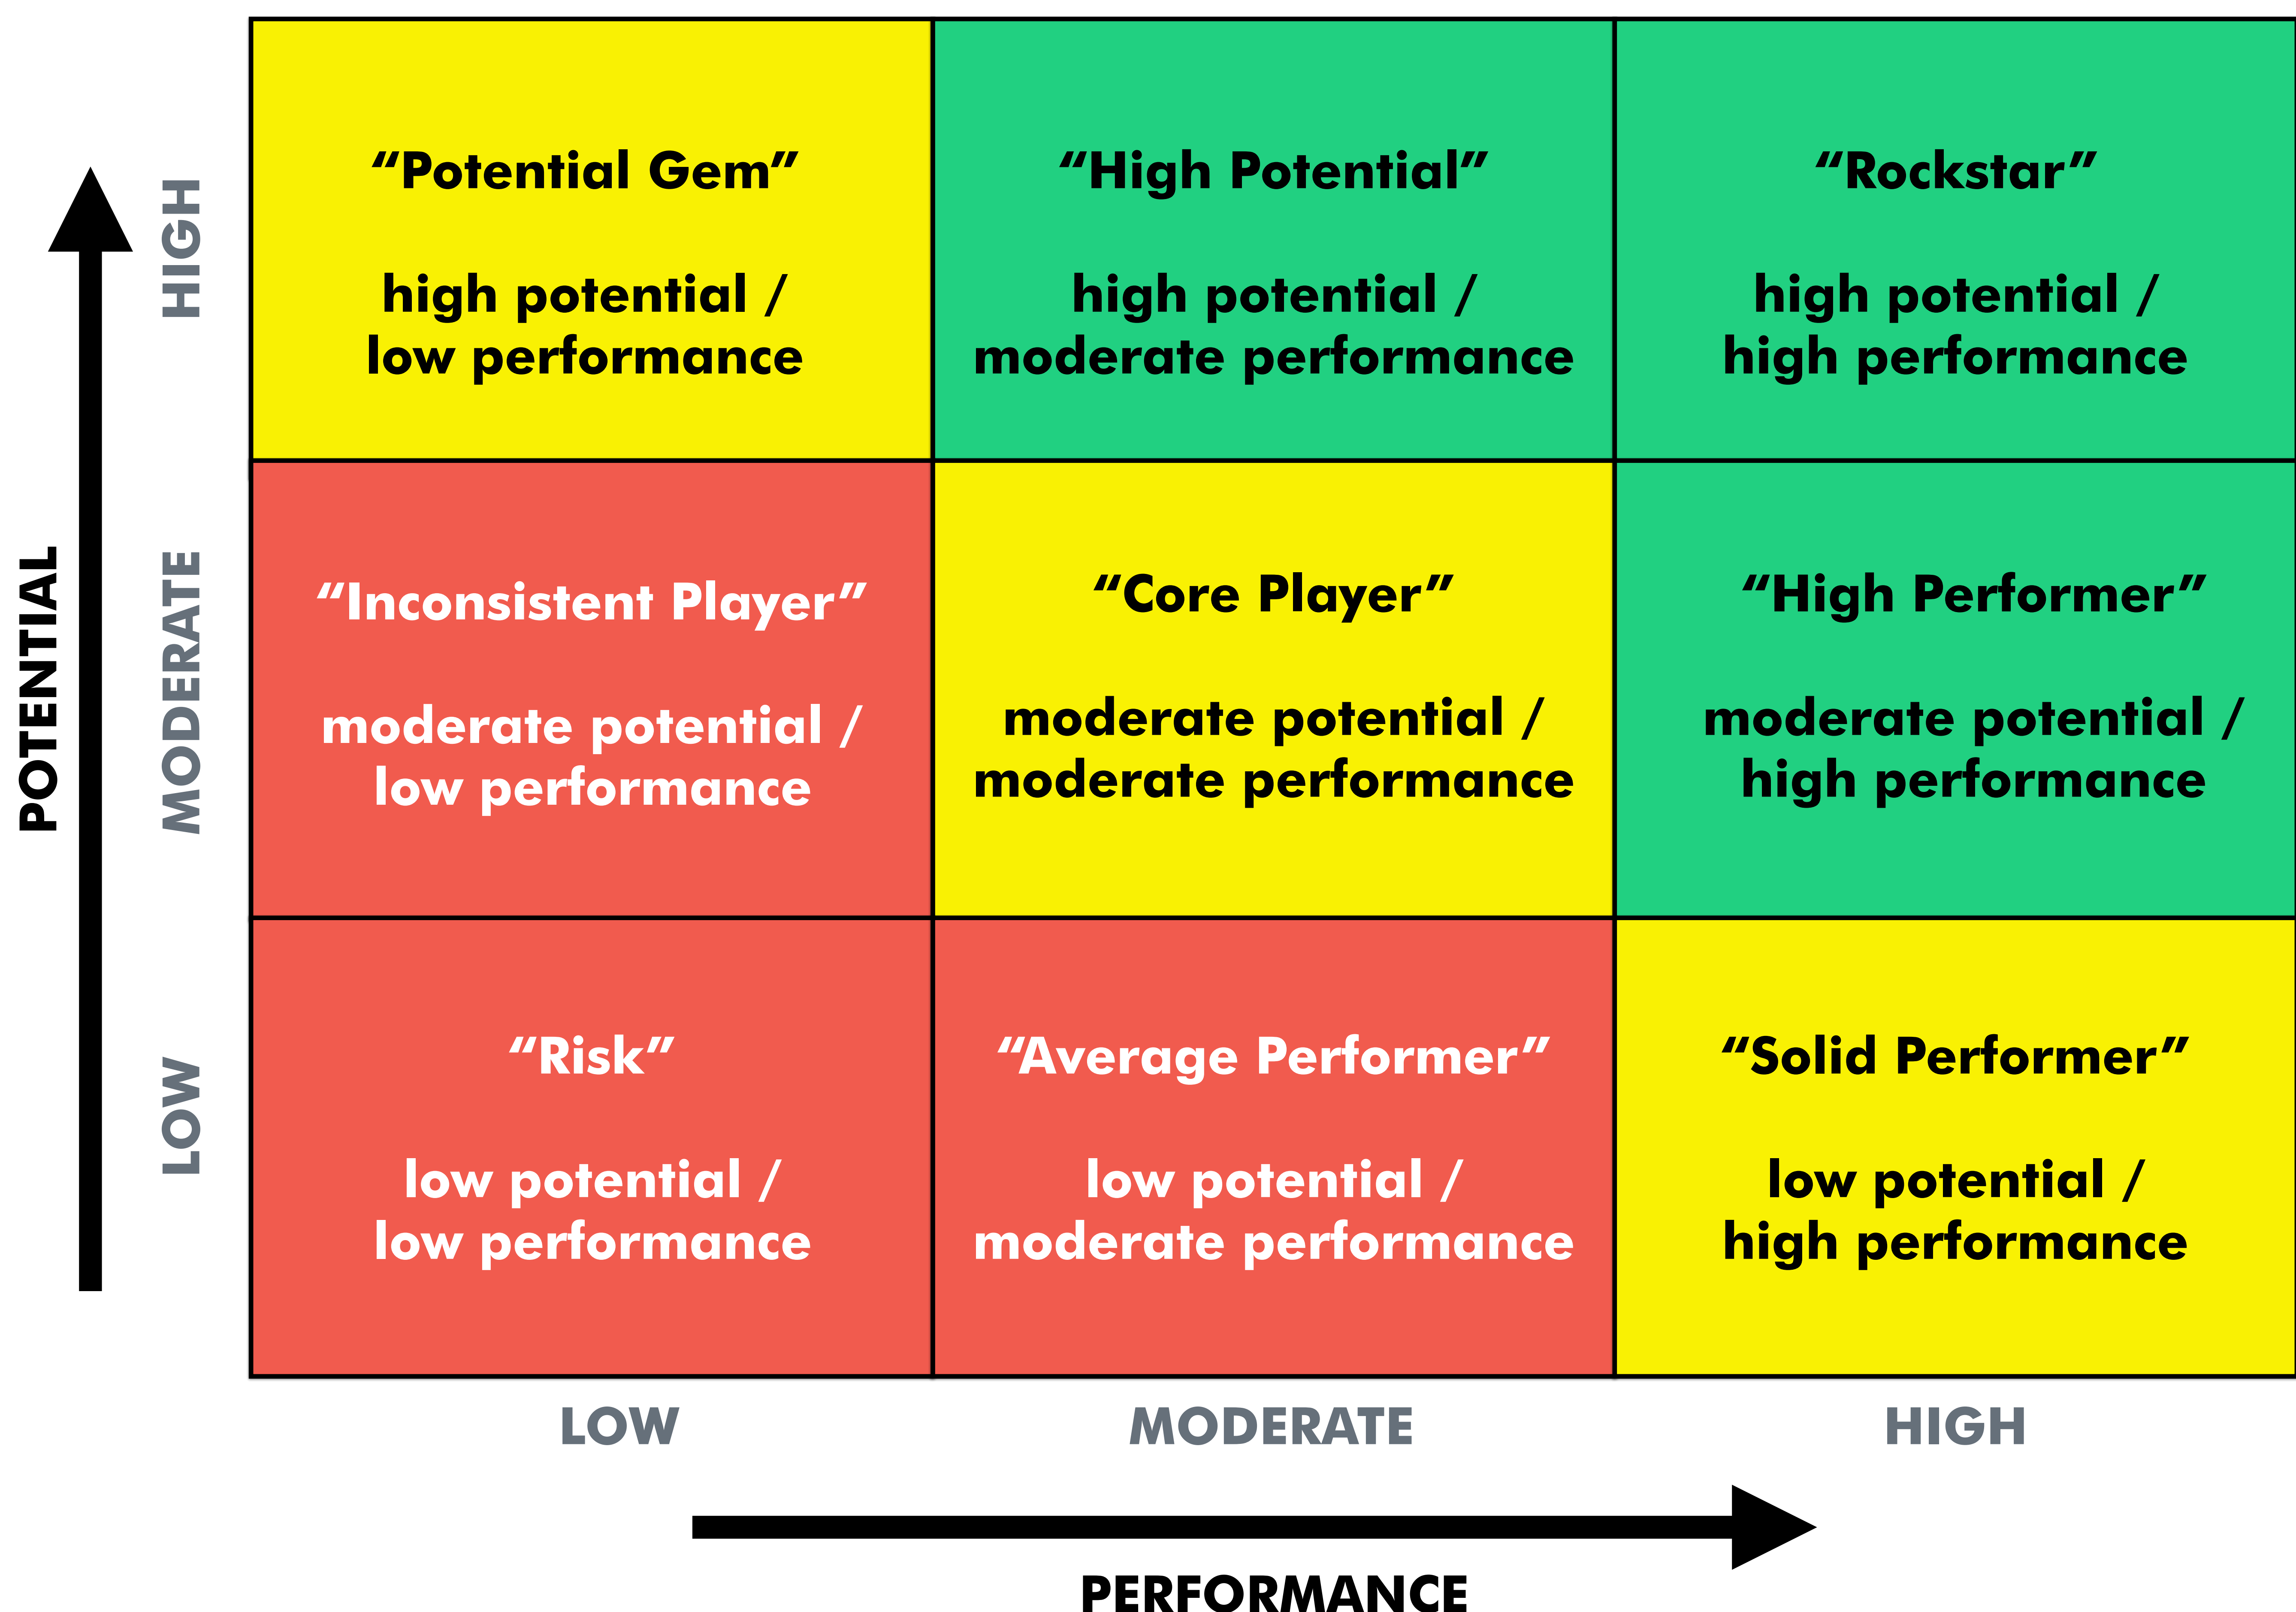 POTENTIAL
HIGH
“Potential Gem”
high potential /
low performance
“High Potential”
high potential /
moderate performance
“Rockstar”
high potential /
high performance
MODERATE
“Inconsistent Player”
moderate potential /
low performance
“Core Player”
moderate potential /
moderate performance
“High Performer”
moderate potential /
high performance
LOW
“Risk”
low potential /
low performance
“Average Performer”
low potential /
moderate performance
“Solid Performer”
low potential /
high performance
LOW
MODERATE
HIGH
PERFORMANCE